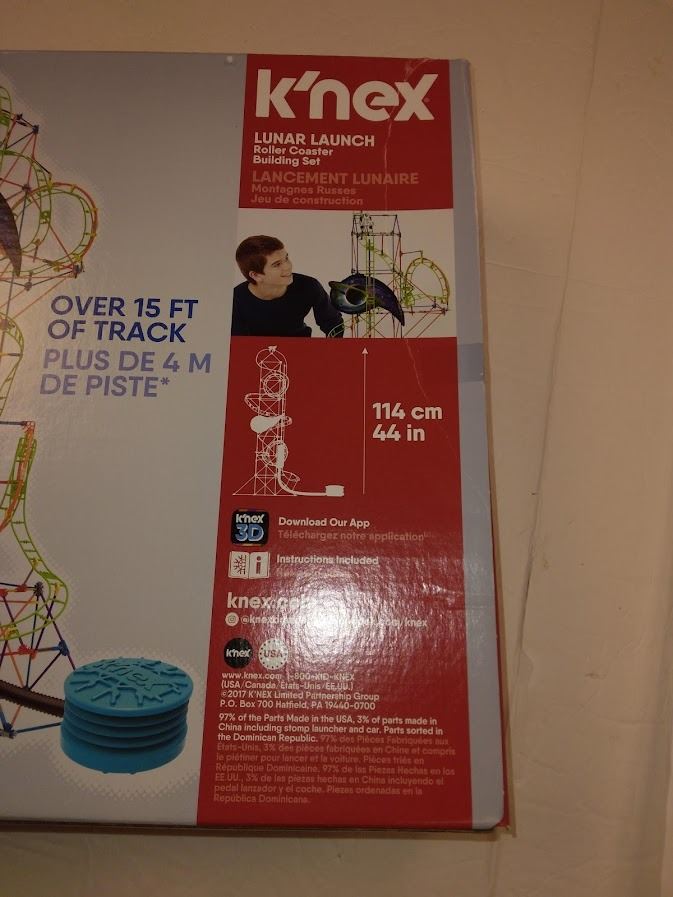 k'nex
LUNAR LAUNCH
Roller Coaster
Building Set
LANCEMENT LUNAIRE
Montagnes Russes
Jeu de construction
OVER 15 FT
OF TRACK
PLUS DE 4 M
DE PISTE*
114 cm
44 in
k'nex
3D
Download Our App
Téléchargez notre application
i
Instructions Included
knex.co
knex
k'nex
k'nex
USA
www.knex.com 1-800-KID-KNEX
(USA/Canada/États-Unis/EE.UU.)
©2017 K'NEX Limited Partnership Group
P.O. Box 700 Hatfield, PA 19440-0700
97% of the Parts Made in the USA, 3% of parts made in
China including stomp launcher and car. Parts sorted in
the Dominican Republic. 97% des Pièces Fabriquées aux
États-Unis, 3% des pièces fabriquées en Chine et compris
le piétiner pour lancer et la voiture. Pièces triés en
République Dominicaine. 97% de las Piezas Hechas en los
EE.UU., 3% de las piezas hechas en China incluyendo el
pedal lanzador y el coche. Piezas ordenadas en la
República Dominicana.